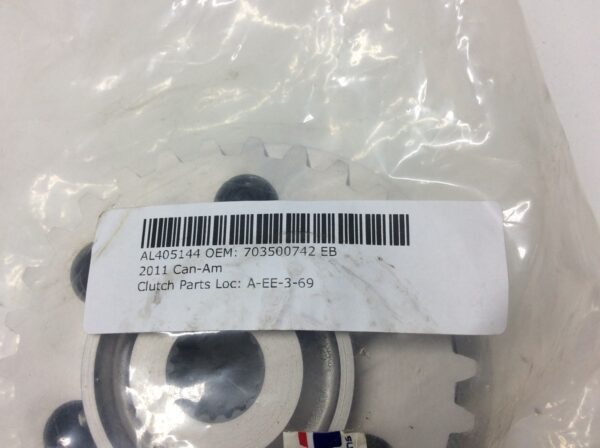 AL405144 OEM: 703500742 EB
2011 Can-Am
Clutch Parts Loc: A-EE-3-69